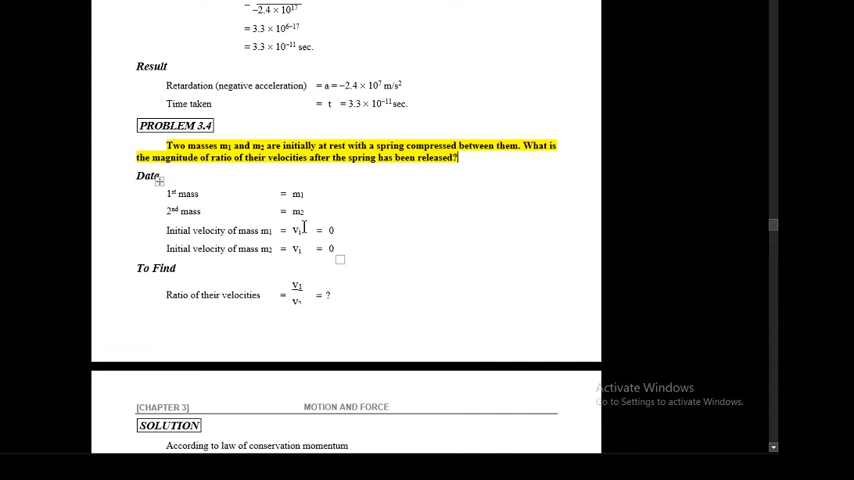 =
−2.4 × 10¹⁷
= 3.3 × 10⁶⁻¹⁷
= 3.3 × 10⁻¹¹ sec.
Result
Retardation (negative acceleration) = a = −2.4 × 10⁷ m/s²
Time taken = t = 3.3 × 10⁻¹¹ sec.
PROBLEM 3.4
Two masses m₁ and m₂ are initially at rest with a spring compressed between them. What is
the magnitude of ratio of their velocities after the spring has been released?
Data
1ˢᵗ mass = m₁
2ⁿᵈ mass = m₂
Initial velocity of mass m₁ = vᵢ = 0
Initial velocity of mass m₂ = vᵢ = 0
To Find
v₁
Ratio of their velocities = = ?
v₂
Activate Windows
Go to Settings to activate Windows.
[CHAPTER 3] MOTION AND FORCE
SOLUTION
According to law of conservation momentum